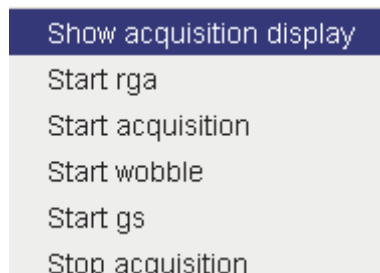 Show acquisition display
Start rga
Start acquisition
Start wobble
Start gs
Stop acquisition